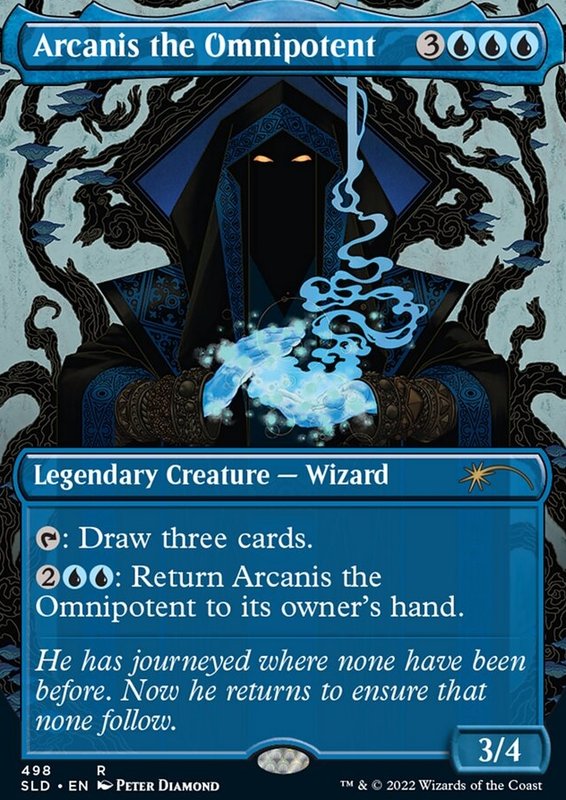 Arcanis the Omnipotent 3
Legendary Creature — Wizard
: Draw three cards.
2: Return Arcanis the
Omnipotent to its owner's hand.
He has journeyed where none have been
before. Now he returns to ensure that
none follow.
3/4
498 R
SLD • EN Peter Diamond
™ & © 2022 Wizards of the Coast